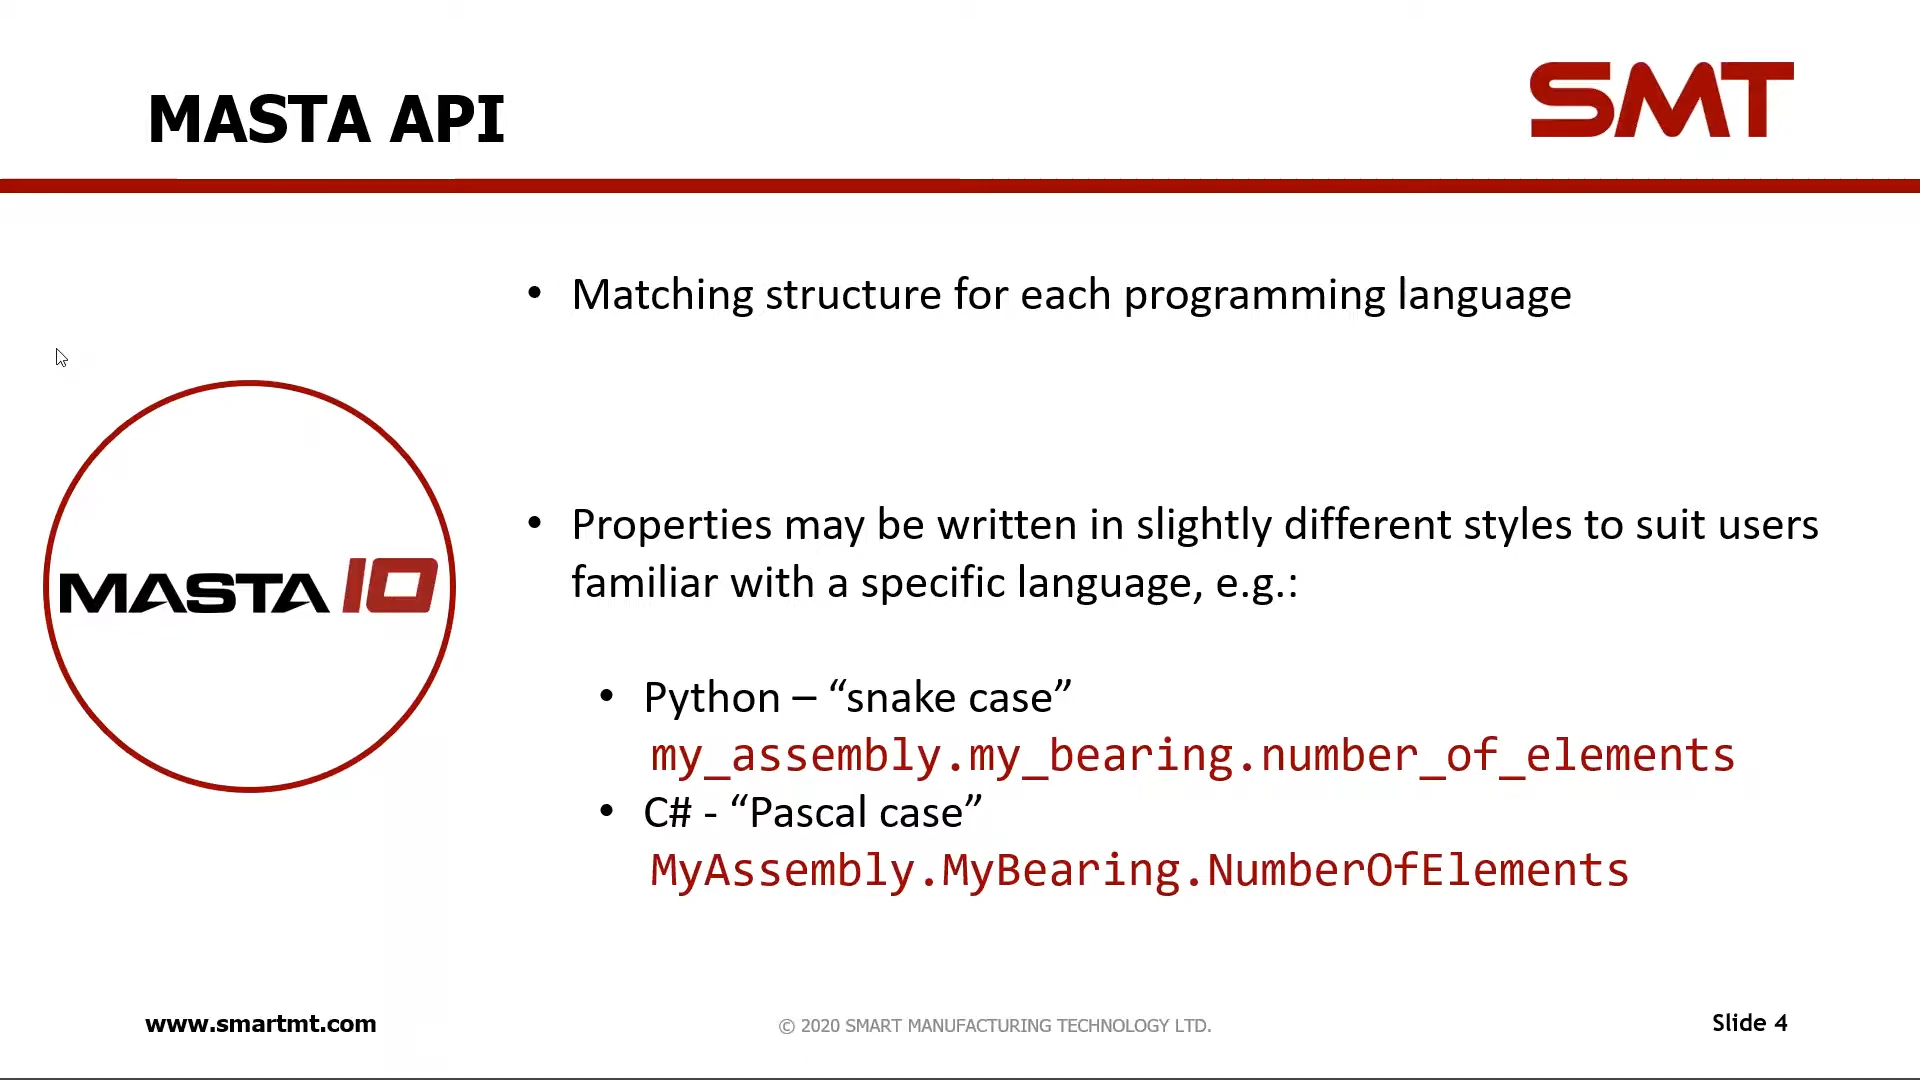 MASTA API
SMT
• Matching structure for each programming language
• Properties may be written in slightly different styles to suit users
familiar with a specific language, e.g.:
MASTA 10
• Python – “snake case”
my_assembly.my_bearing.number_of_elements
• C# - “Pascal case”
MyAssembly.MyBearing.NumberOfElements
www.smartmt.com
© 2020 SMART MANUFACTURING TECHNOLOGY LTD.
Slide 4